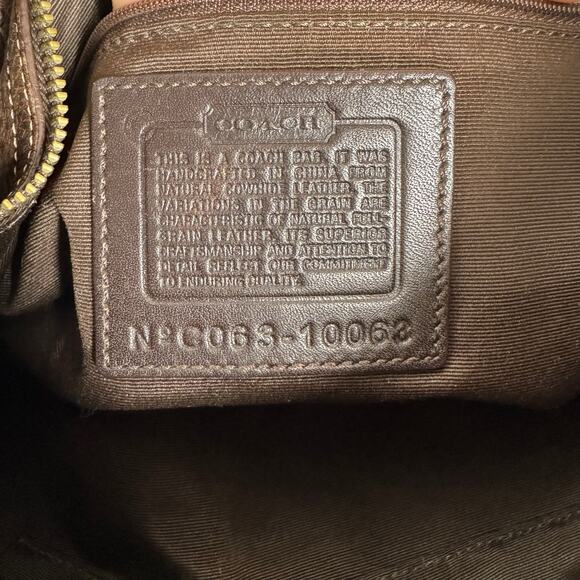 COACH
THIS IS A COACH BAG. IT WAS
HANDCRAFTED IN CHINA FROM
NATURAL COWHIDE LEATHER. THE
VARIATIONS IN THE GRAIN ARE
CHARACTERISTIC OF NATURAL FULL-
GRAIN LEATHER. ITS SUPERIOR
CRAFTSMANSHIP AND ATTENTION TO
DETAIL REFLECT OUR COMMITMENT
TO ENDURING QUALITY.
Nº C063-10063